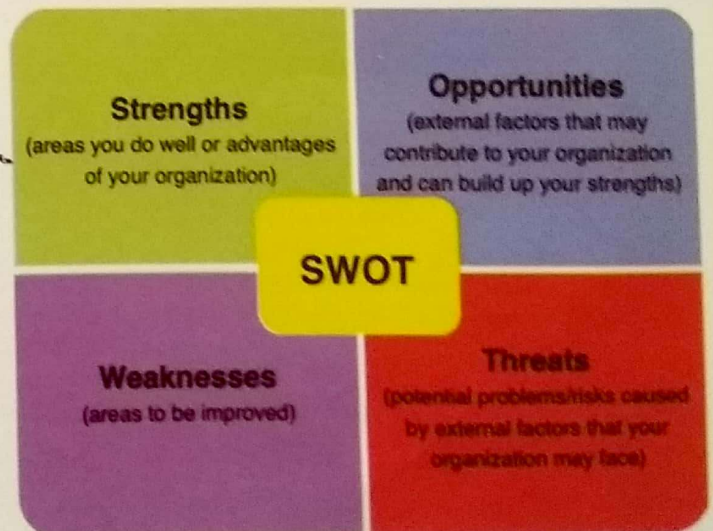 Strengths
(areas you do well or advantages
of your organization)
Opportunities
(external factors that may
contribute to your organization
and can build up your strengths)
SWOT
Weaknesses
(areas to be improved)
Threats
(potential problems/risks caused
by external factors that your
organization may face)